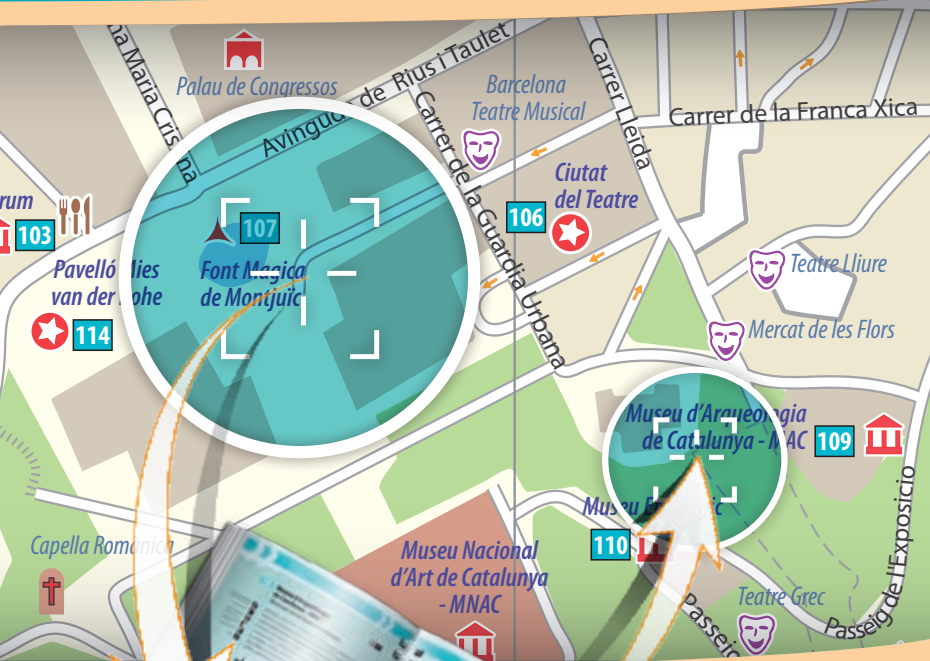 Palau de Congressos
Avinguda de Rius i Taulet
Barcelona
Teatre Musical
Carrer Lleida
Carrer de la Franca Xica
Carrer de la Guardia Urbana
Ciutat
del Teatre
106
103
107
Font Magica
de Montjuïc
Pavelló
van der
114
Teatre Lliure
Mercat de les Flors
Museu d'Arqueologia
de Catalunya - MAC
109
Museu
110
Capella Romanica
Museu Nacional
d'Art de Catalunya
- MNAC
Teatre Grec
Passeig de l'Exposicio
Passeig